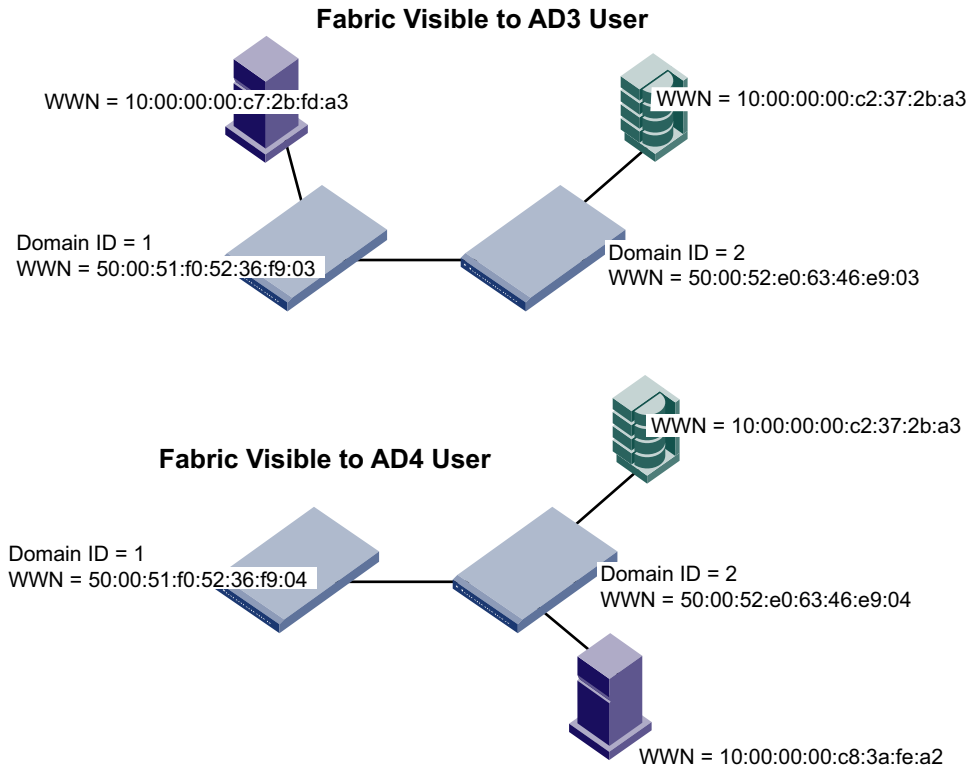 Fabric Visible to AD3 User
WWN = 10:00:00:00:c7:2b:fd:a3
WWN = 10:00:00:00:c2:37:2b:a3
Domain ID = 1
WWN = 50:00:51:f0:52:36:f9:03
Domain ID = 2
WWN = 50:00:52:e0:63:46:e9:03
Fabric Visible to AD4 User
WWN = 10:00:00:00:c2:37:2b:a3
Domain ID = 1
WWN = 50:00:51:f0:52:36:f9:04
Domain ID = 2
WWN = 50:00:52:e0:63:46:e9:04
WWN = 10:00:00:00:c8:3a:fe:a2